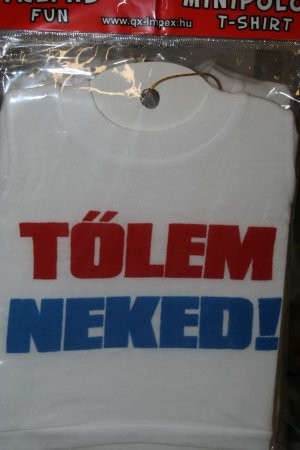 FUN
MINIPOLO
www.qx-impex.hu
T-SHIRT
TŐLEM
NEKED!